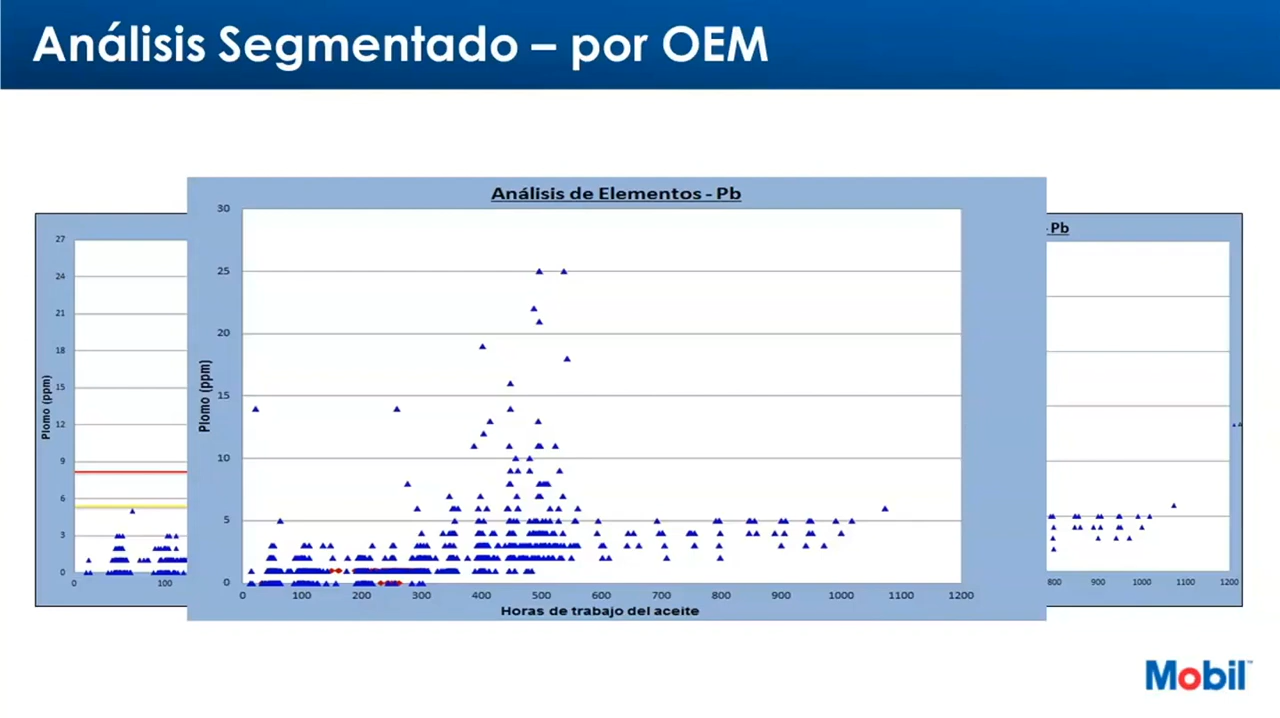 Análisis Segmentado – por OEM
Análisis de Elementos - Pb
- Pb
30
25
20
15
10
5
0
Plomo (ppm)
0 100 200 300 400 500 600 700 800 900 1000 1100 1200
Horas de trabajo del aceite
27
24
21
18
15
12
9
6
3
0
Plomo (ppm)
0 100
800 900 1000 1100 1200
Mobil